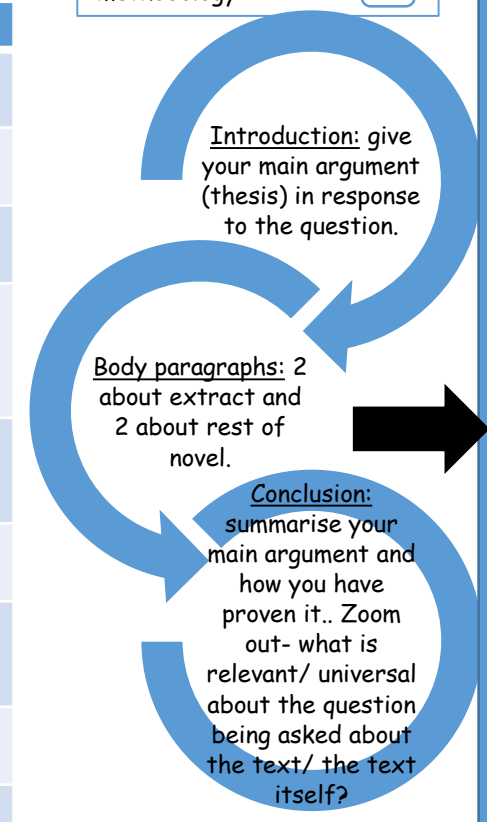 Introduction: give
your main argument
(thesis) in response
to the question.
Body paragraphs: 2
about extract and
2 about rest of
novel.
Conclusion:
summarise your
main argument and
how you have
proven it.. Zoom
out- what is
relevant/ universal
about the question
being asked about
the text/ the text
itself?